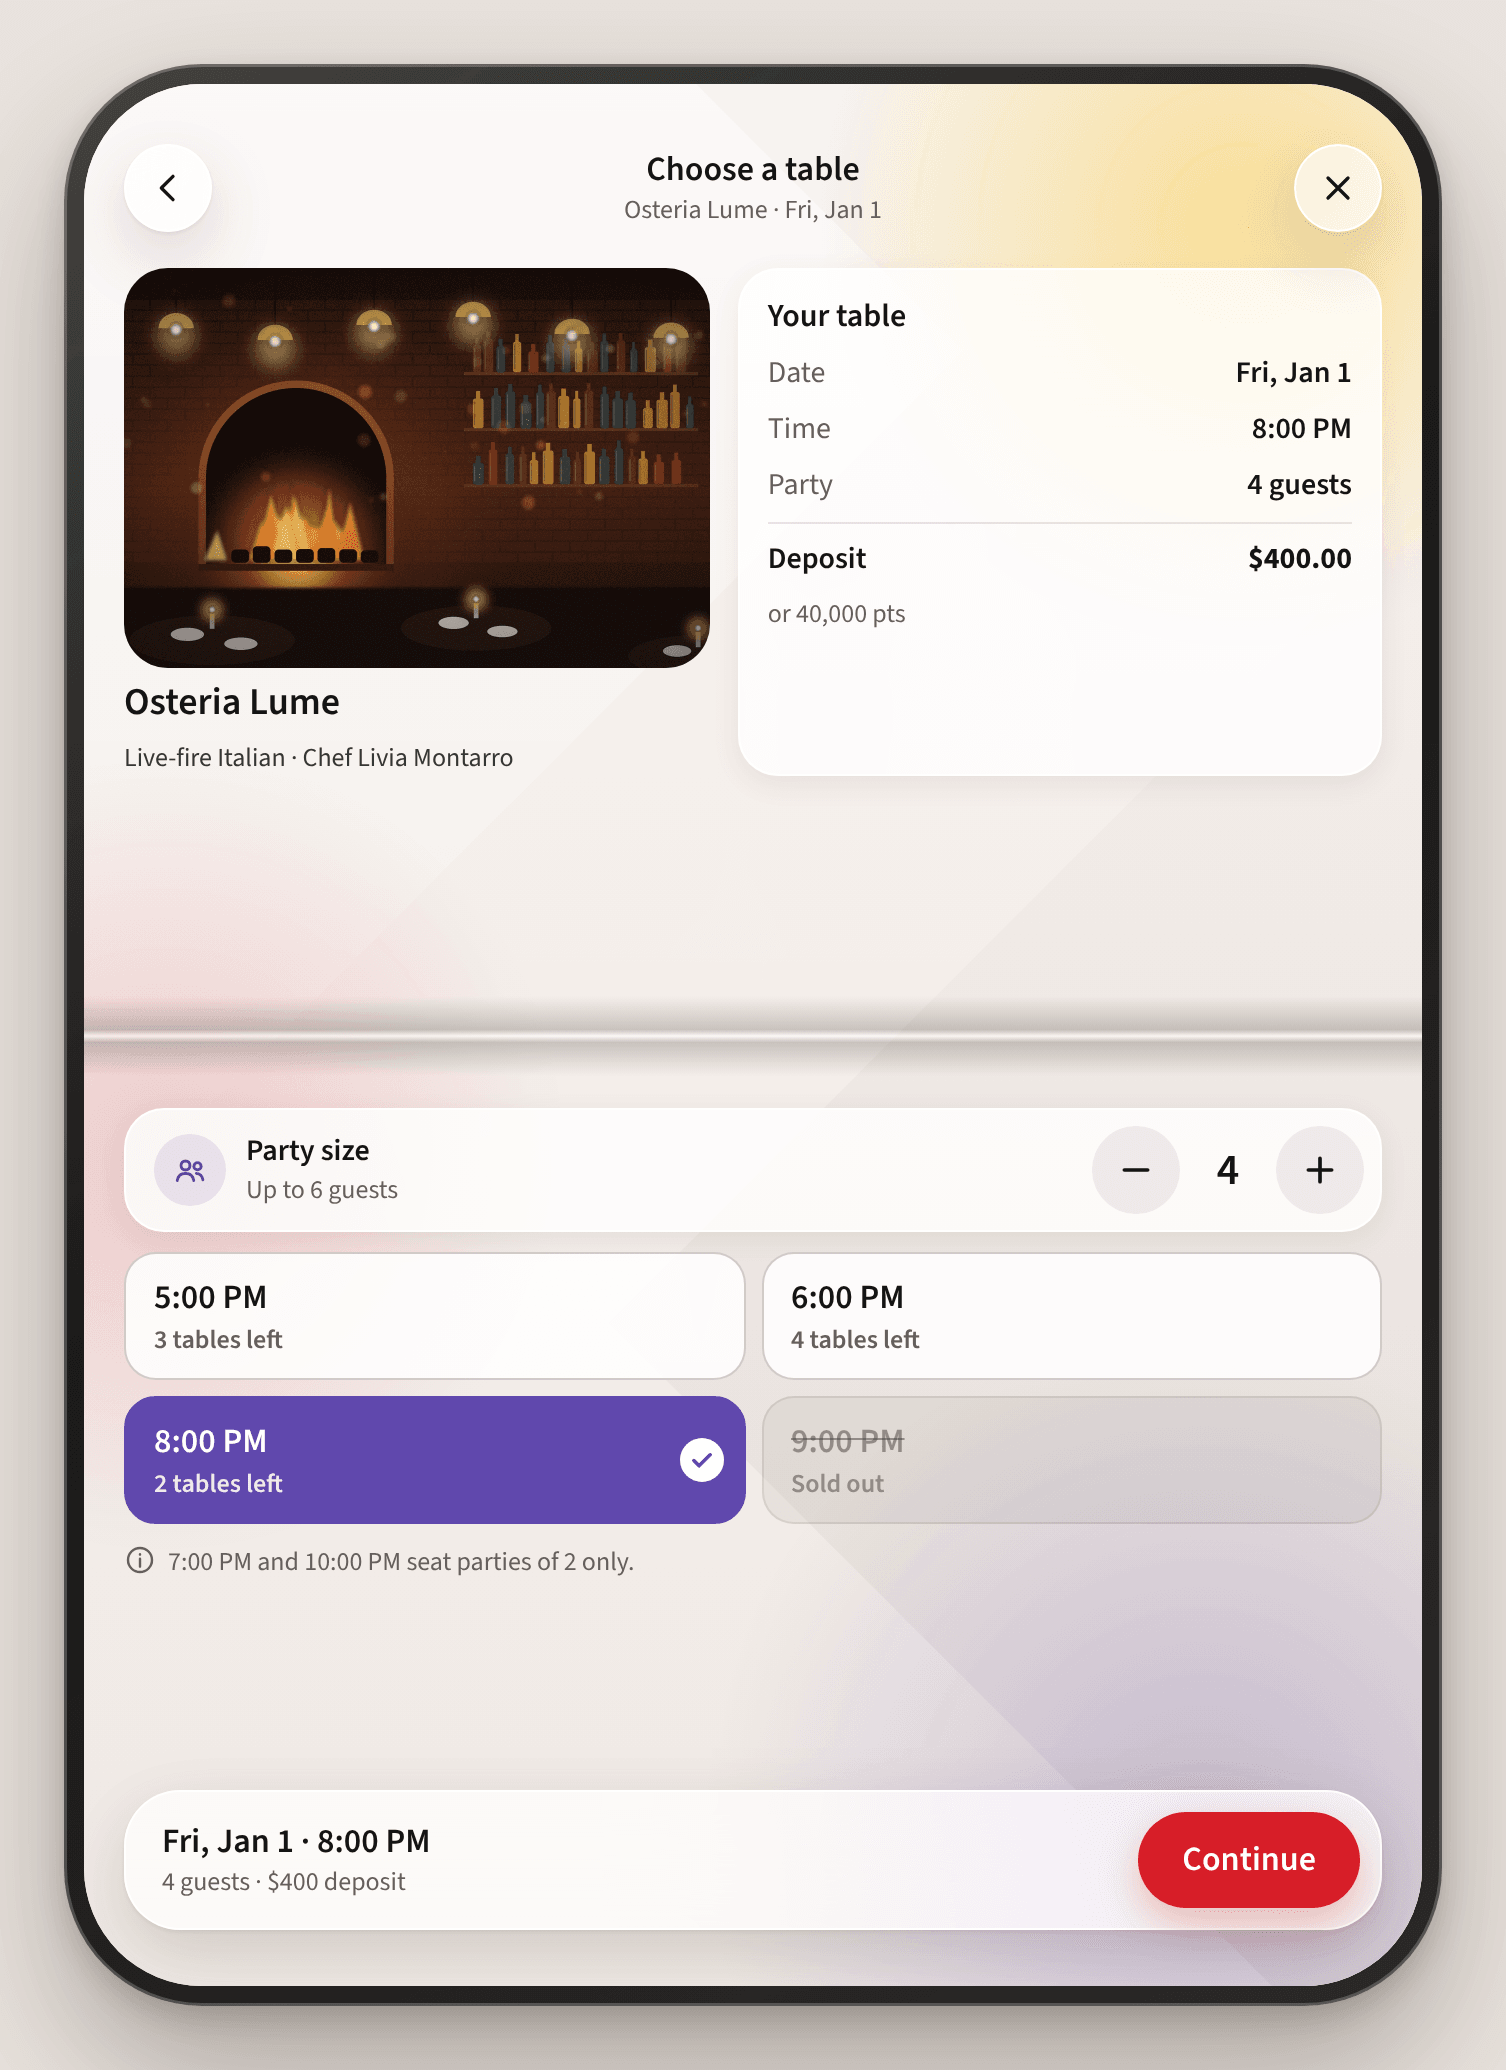 Choose a table
Osteria Lume · Fri, Jan 1
Osteria Lume
Live-fire Italian · Chef Livia Montarro
Your table
Date Fri, Jan 1
Time 8:00 PM
Party 4 guests
Deposit $400.00
or 40,000 pts
Party size
Up to 6 guests
4
5:00 PM
3 tables left
6:00 PM
4 tables left
8:00 PM
2 tables left
9:00 PM
Sold out
7:00 PM and 10:00 PM seat parties of 2 only.
Fri, Jan 1 · 8:00 PM
4 guests · $400 deposit
Continue